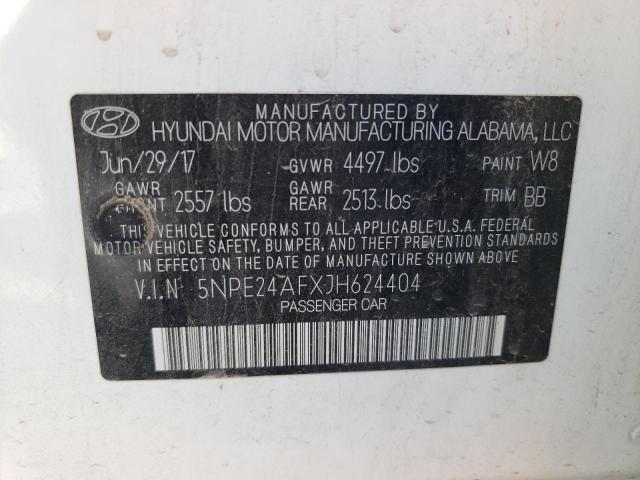 MANUFACTURED BY
HYUNDAI MOTOR MANUFACTURING ALABAMA, LLC
Jun/29/17 GVWR 4497 lbs PAINT W8
GAWR 2557 lbs GAWR REAR 2513 lbs TRIM BB
THIS VEHICLE CONFORMS TO ALL APPLICABLE U.S.A. FEDERAL
MOTOR VEHICLE SAFETY, BUMPER, AND THEFT PREVENTION STANDARDS
IN EFFECT ON THE DATE OF MANUFACTURE SHOWN ABOVE.
V.I.N 5NPE24AFXJH624404
PASSENGER CAR